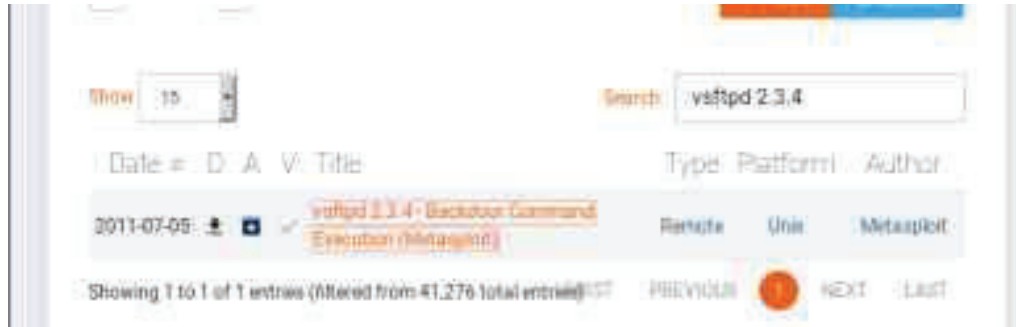 Show 15 Search vsftpd 2.3.4
Date D A V Title Type Platform Author
2011-07-05 vsftpd 2.3.4 - Backdoor Command Execution (Metasploit) Remote Unix Metasploit
Showing 1 to 1 of 1 entries (filtered from 41,276 total entries) PREVIOUS 1 NEXT LAST